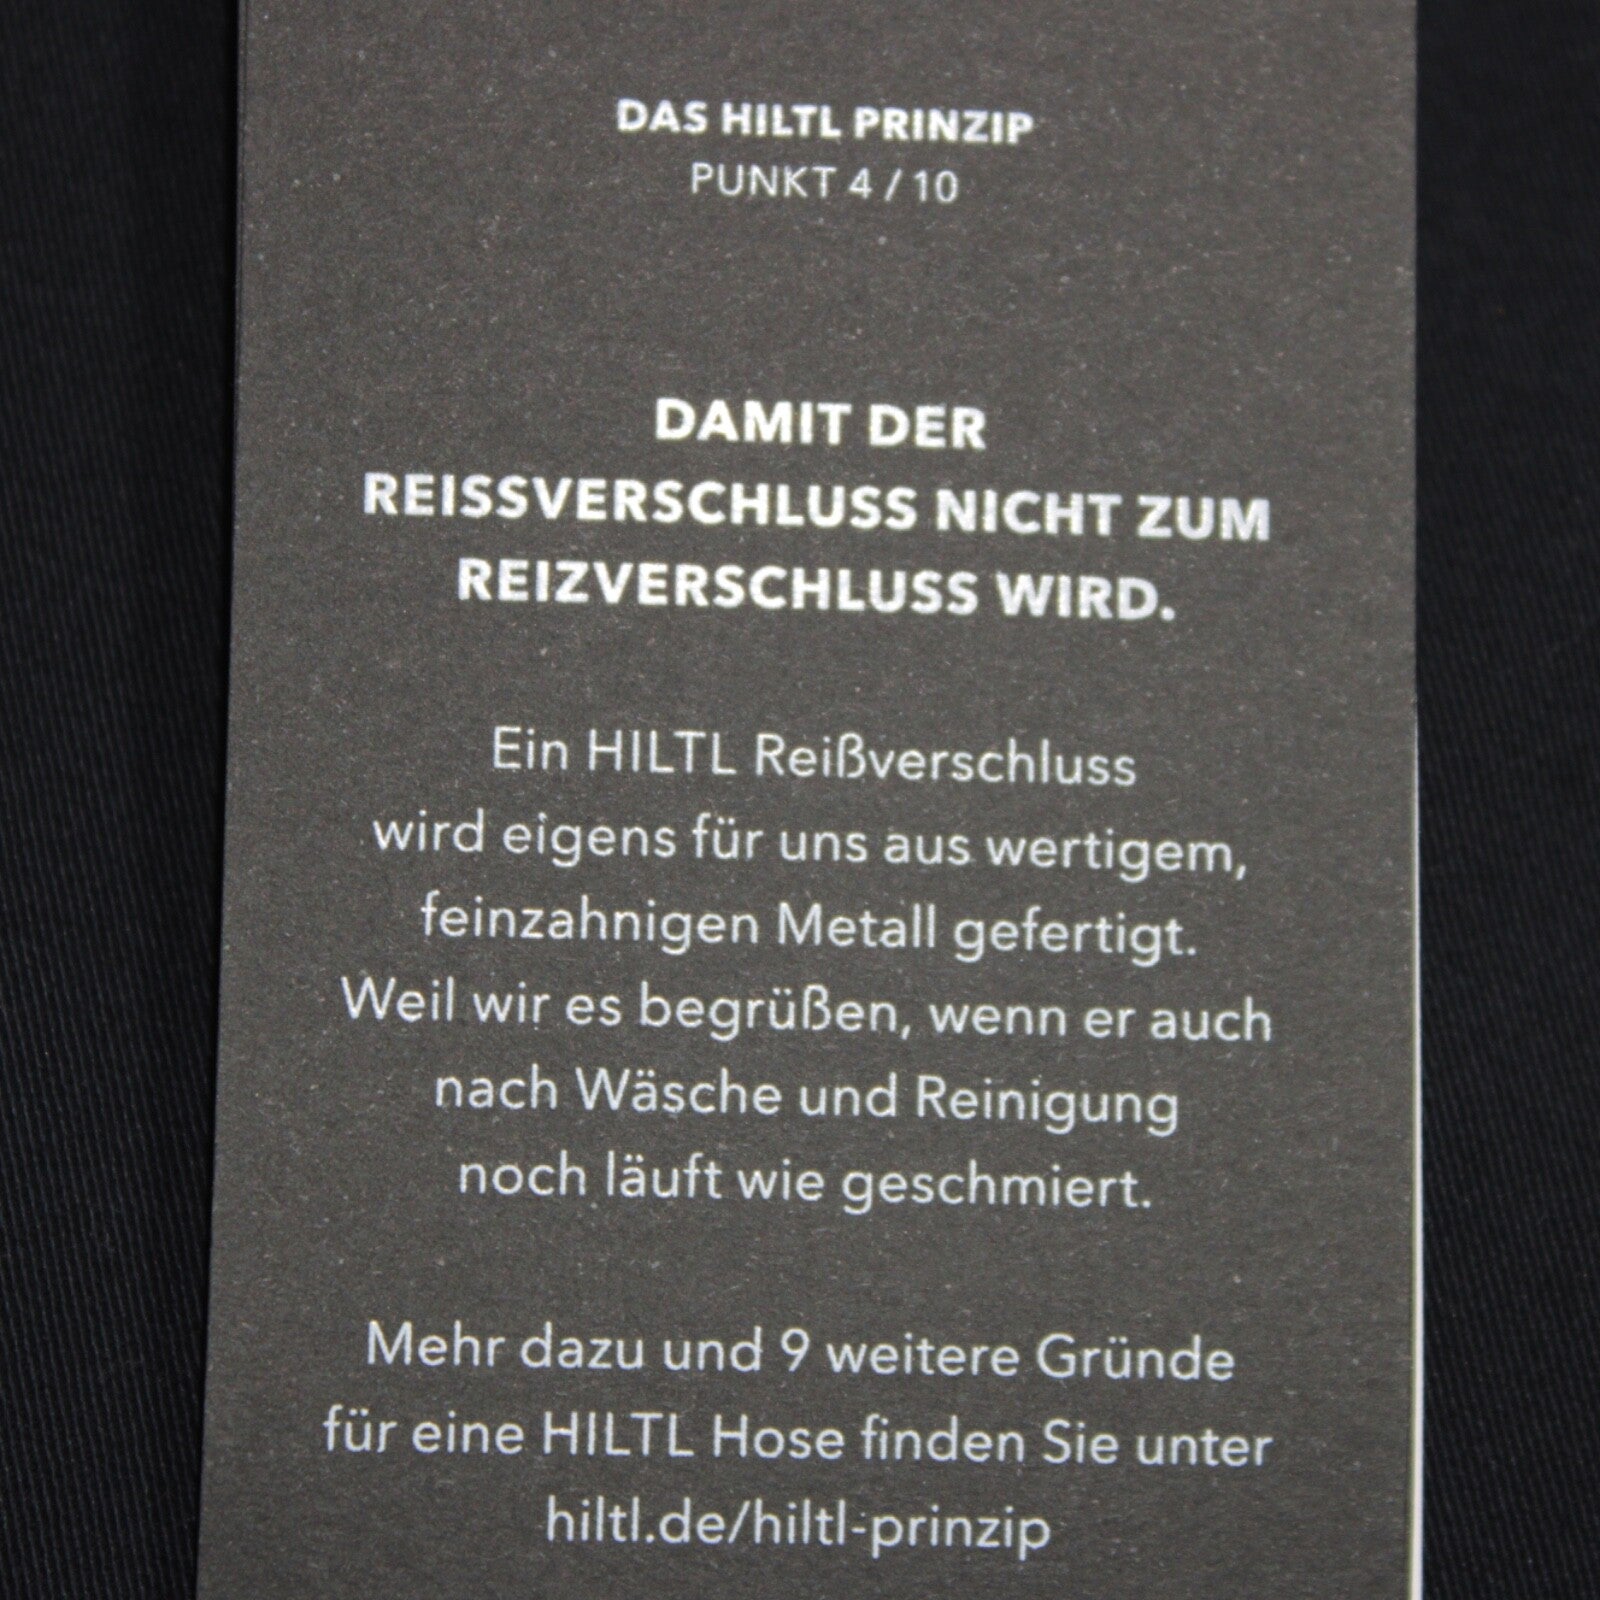 DAS HILTL PRINZIP
PUNKT 4 / 10
DAMIT DER
REISSVERSCHLUSS NICHT ZUM
REIZVERSCHLUSS WIRD.
Ein HILTL Reißverschluss
wird eigens für uns aus wertigem,
feinzahnigen Metall gefertigt.
Weil wir es begrüßen, wenn er auch
nach Wäsche und Reinigung
noch läuft wie geschmiert.
Mehr dazu und 9 weitere Gründe
für eine HILTL Hose finden Sie unter
hiltl.de/hiltl-prinzip